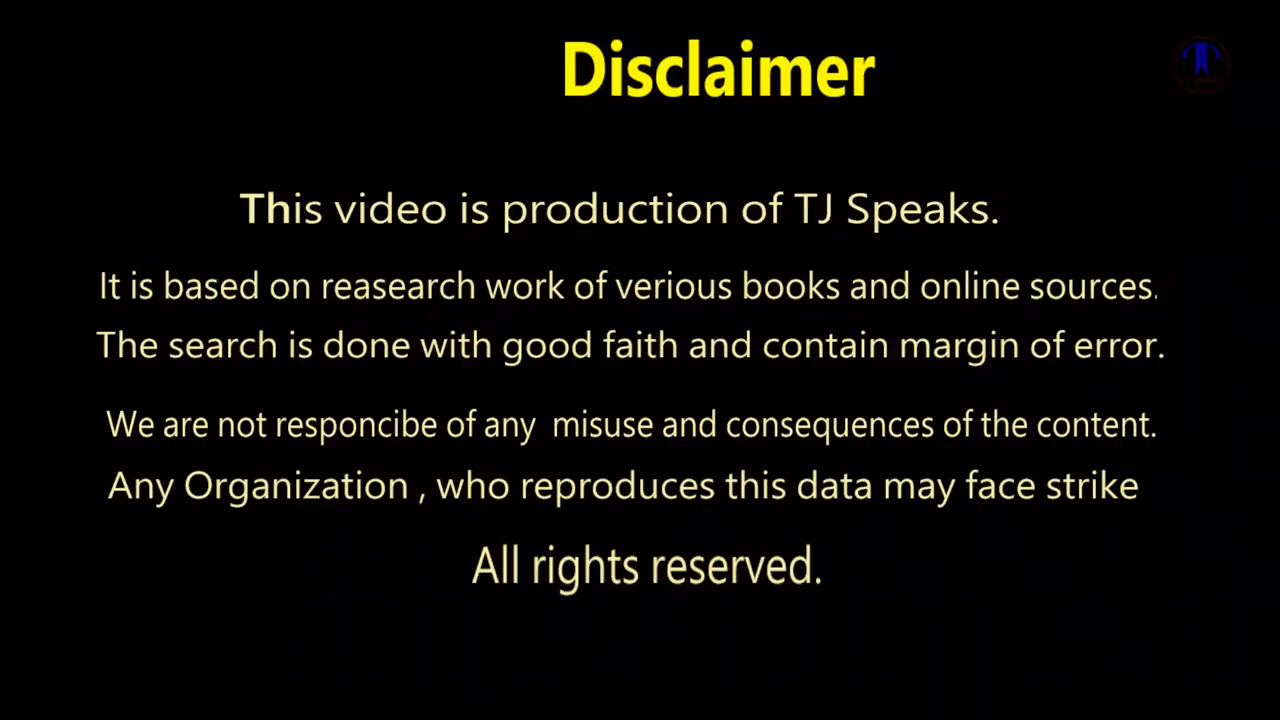 Disclaimer
This video is production of TJ Speaks.
It is based on reasearch work of verious books and online sources.
The search is done with good faith and contain margin of error.
We are not responcibe of any misuse and consequences of the content.
Any Organization , who reproduces this data may face strike
All rights reserved.